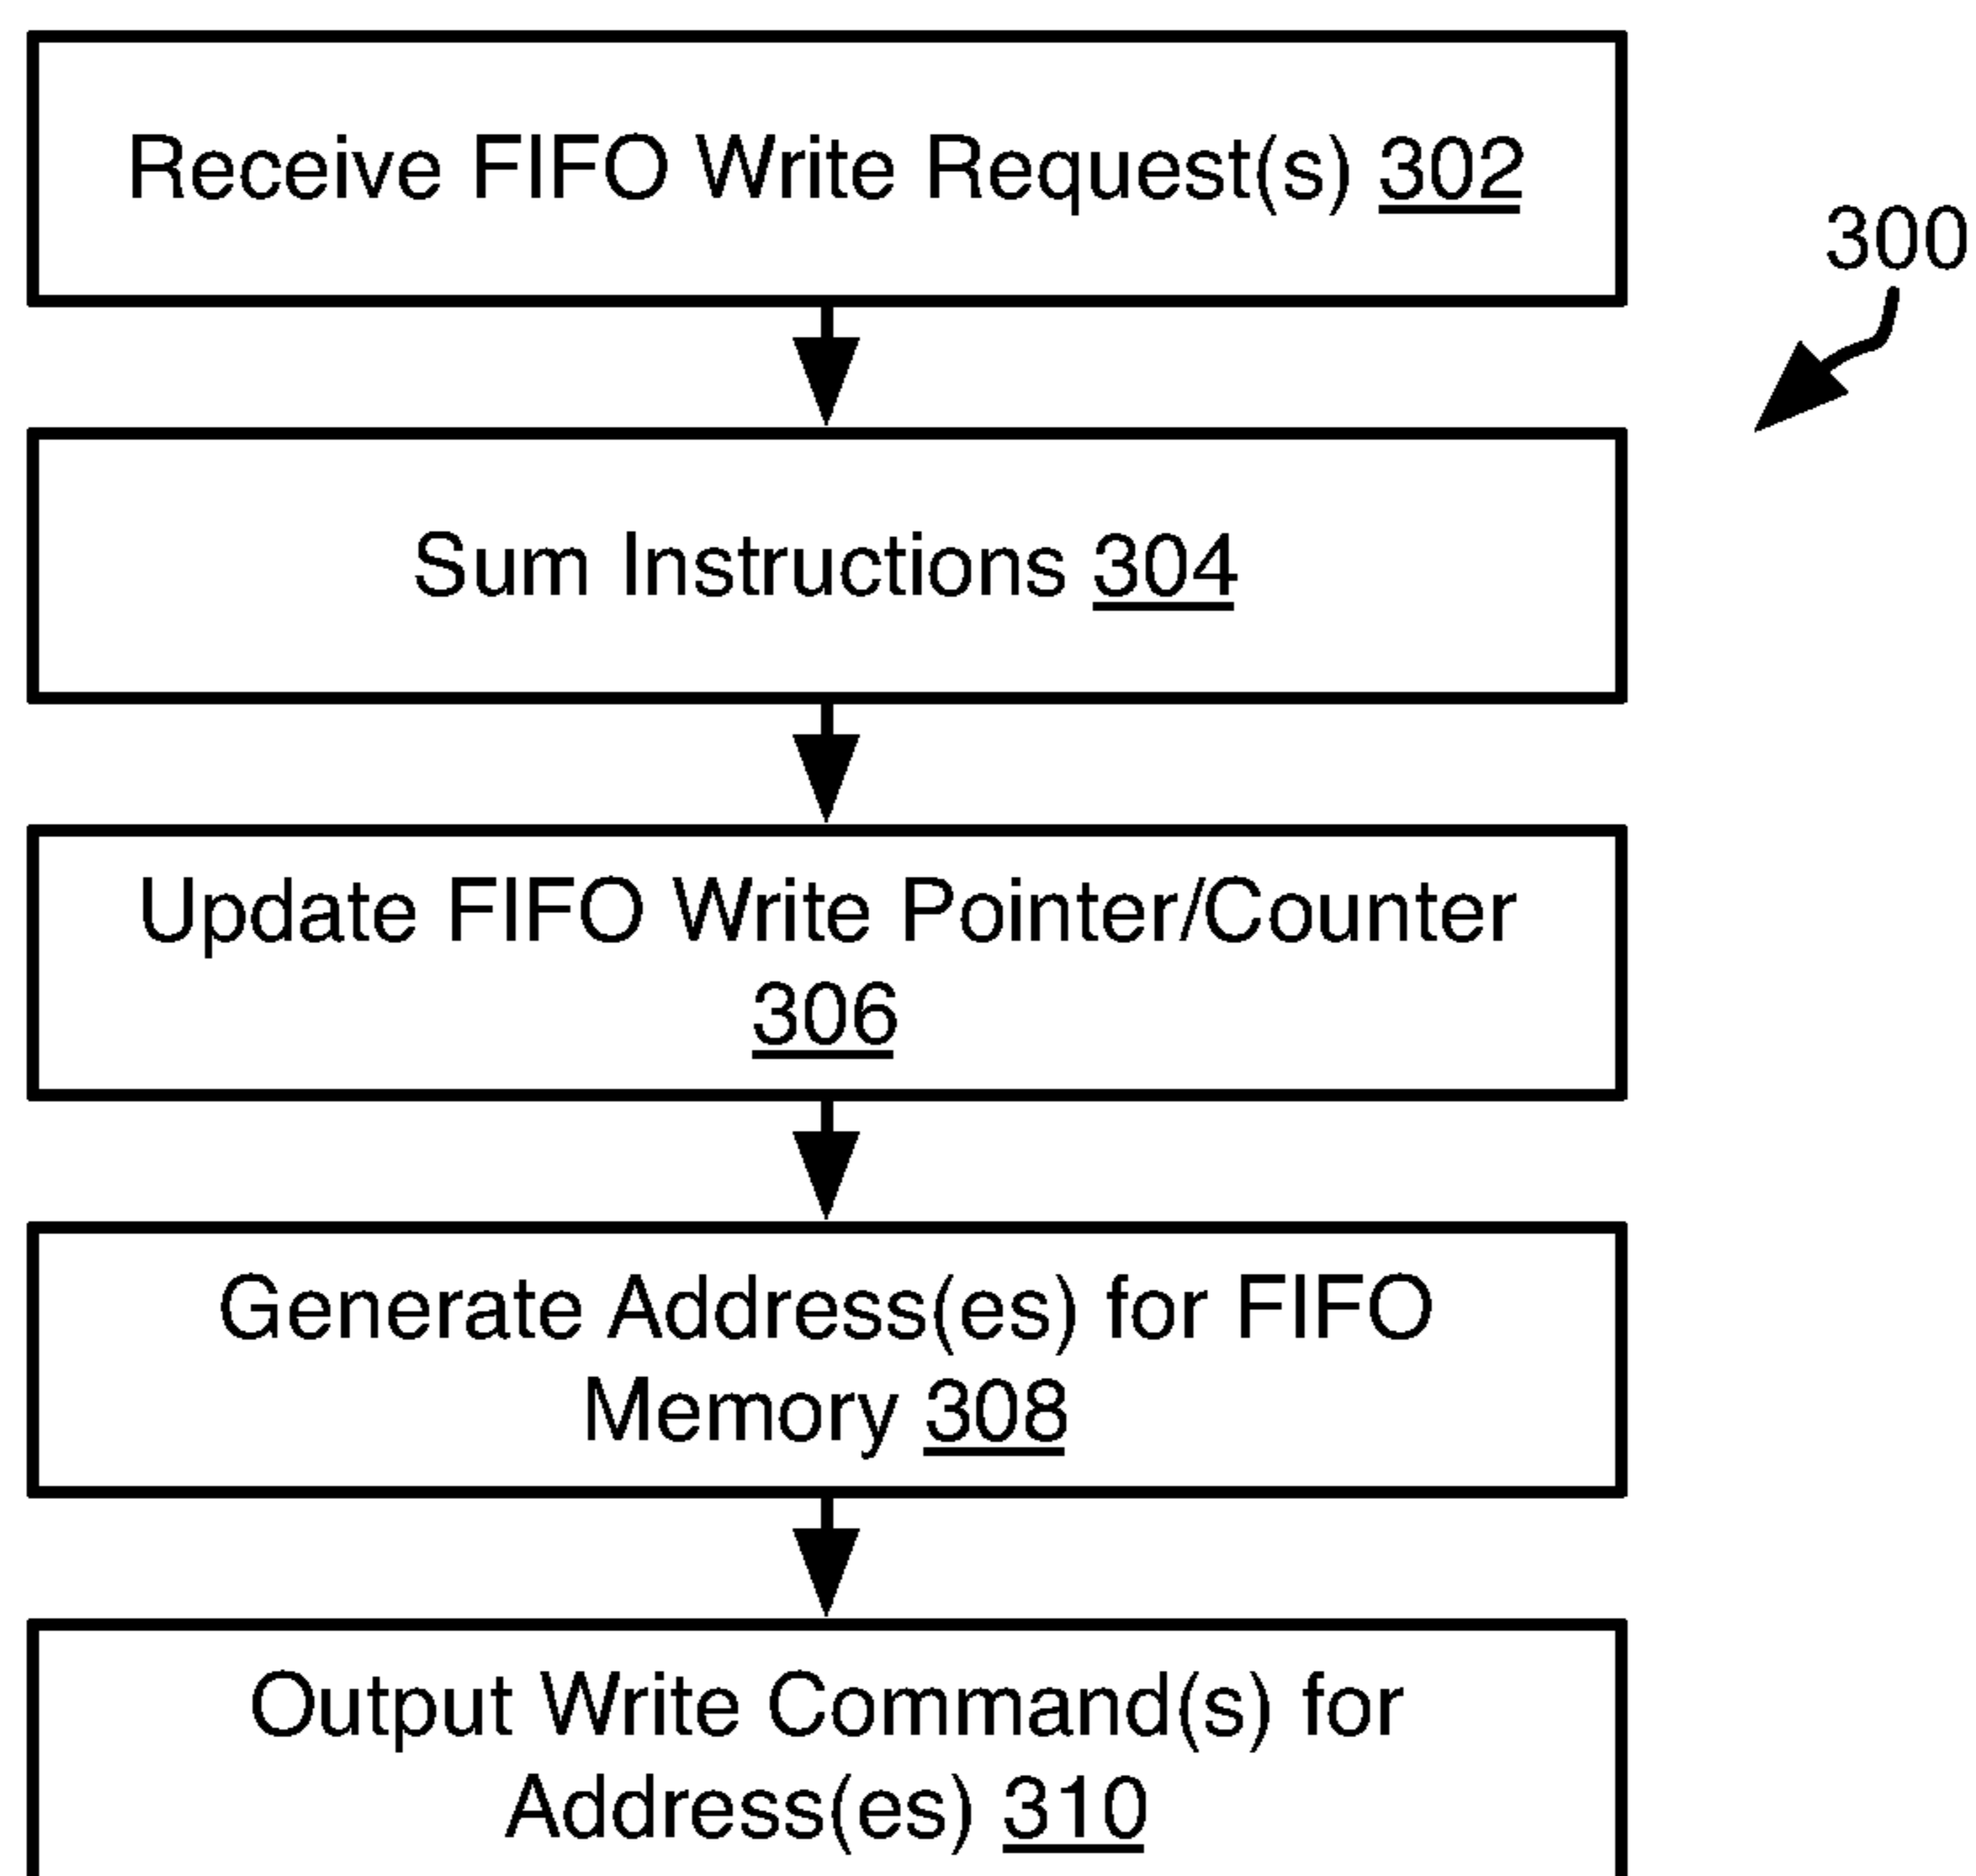 Receive FIFO Write Request(s) 302
300
Sum Instructions 304
Update FIFO Write Pointer/Counter
306
Generate Address(es) for FIFO
Memory 308
Output Write Command(s) for
Address(es) 310